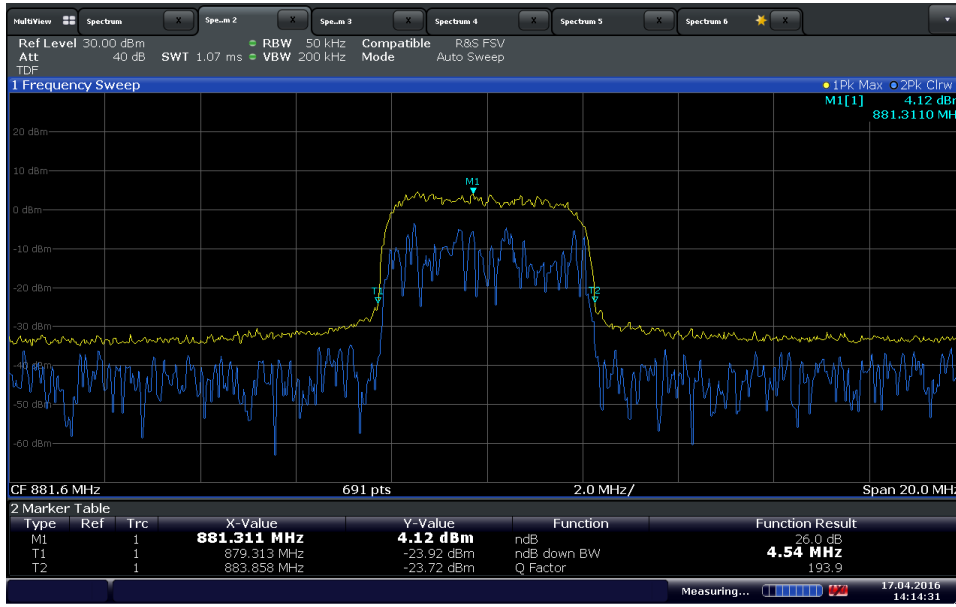 MultiView Spectrum X Spe...m 2 X Spe...m 3 X Spectrum 4 X Spectrum 5 X Spectrum 6 X
Ref Level 30.00 dBm RBW 50 kHz Compatible R&S FSV
Att 40 dB SWT 1.07 ms VBW 200 kHz Mode Auto Sweep
TDF
1 Frequency Sweep 1Pk Max 2Pk Clrw
M1[1] 4.12 dBm
881.3110 MH
20 dBm
10 dBm
M1
0 dBm
-10 dBm
-20 dBm
T1 T2
-30 dBm
-40 dBm
-50 dBm
-60 dBm
CF 881.6 MHz 691 pts 2.0 MHz/ Span 20.0 MHz
2 Marker Table
Type Ref Trc X-Value Y-Value Function Function Result
M1 1 881.311 MHz 4.12 dBm ndB 26.0 dB
T1 1 879.313 MHz -23.92 dBm ndB down BW 4.54 MHz
T2 1 883.858 MHz -23.72 dBm Q Factor 193.9
Measuring... 17.04.2016
14:14:31